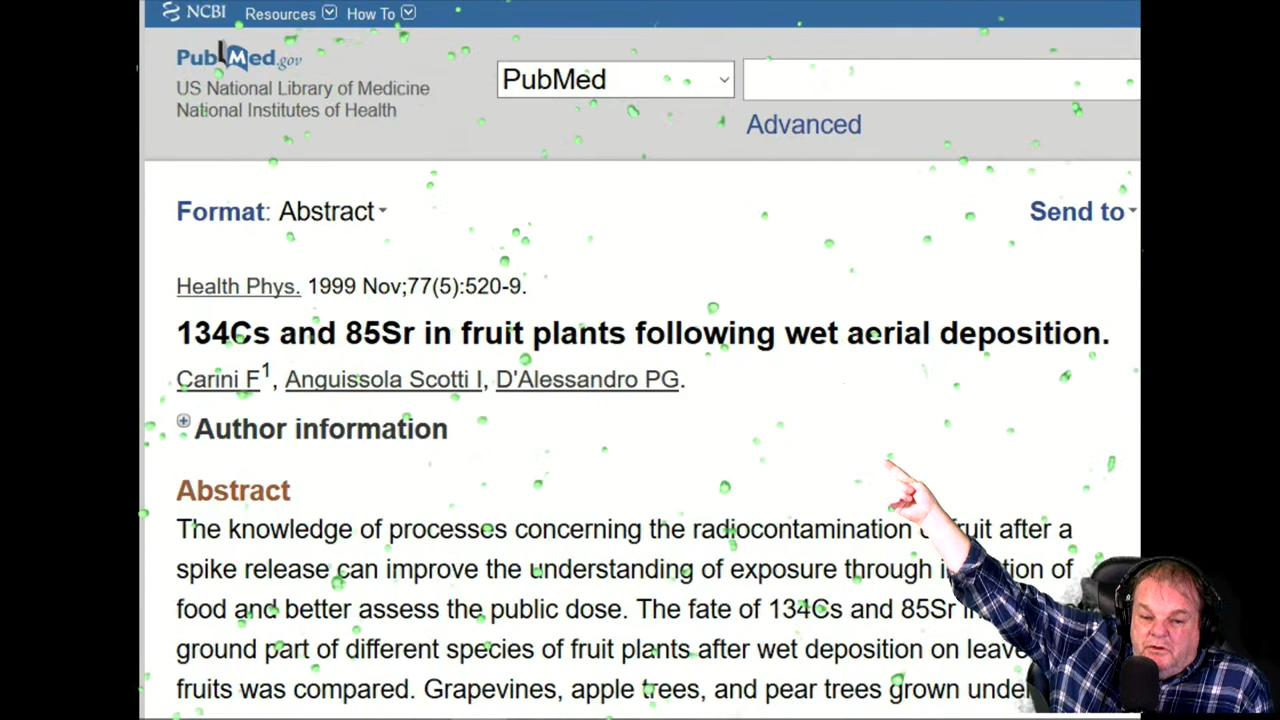 NCBI Resources How To
PubMed.gov
US National Library of Medicine
National Institutes of Health
PubMed
Advanced
Format: Abstract
Send to
Health Phys. 1999 Nov;77(5):520-9.
134Cs and 85Sr in fruit plants following wet aerial deposition.
Carini F1, Anguissola Scotti I, D'Alessandro PG.
Author information
Abstract
The knowledge of processes concerning the radiocontamination fruit after a
spike release can improve the understanding of exposure through of
food and better assess the public dose. The fate of 134Cs and 85Sr
ground part of different species of fruit plants after wet deposition on
fruits was compared. Grapevines, apple trees, and pear trees grown